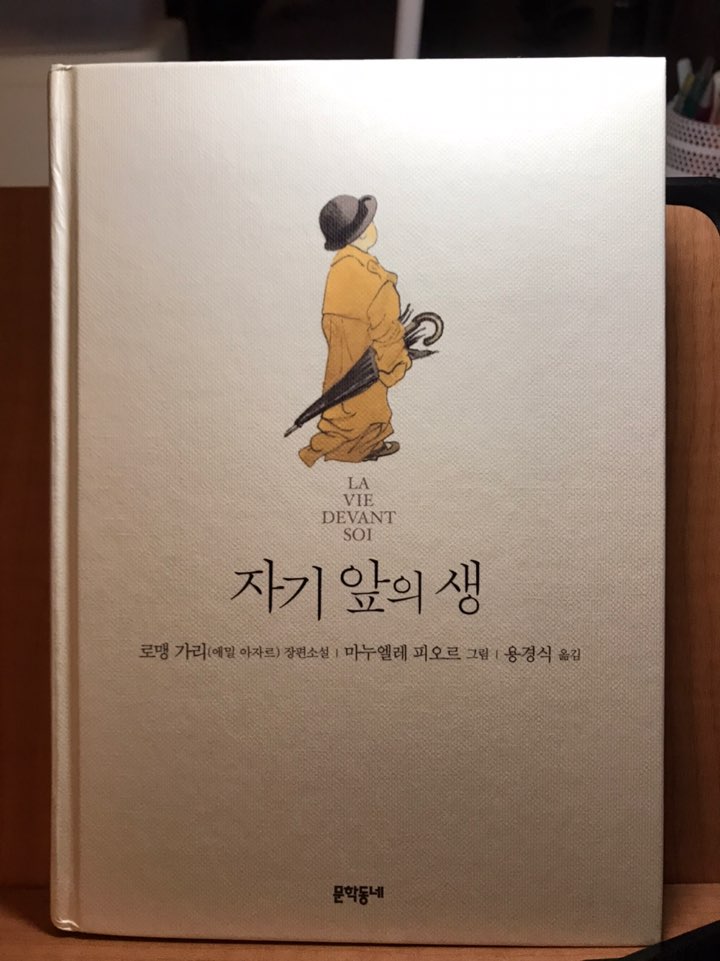 LA
VIE
DEVANT
SOI
자기 앞의 생
로맹 가리(에밀 아자르) 장편소설 | 마누엘레 피오르 그림 | 용경식 옮김
문학동네